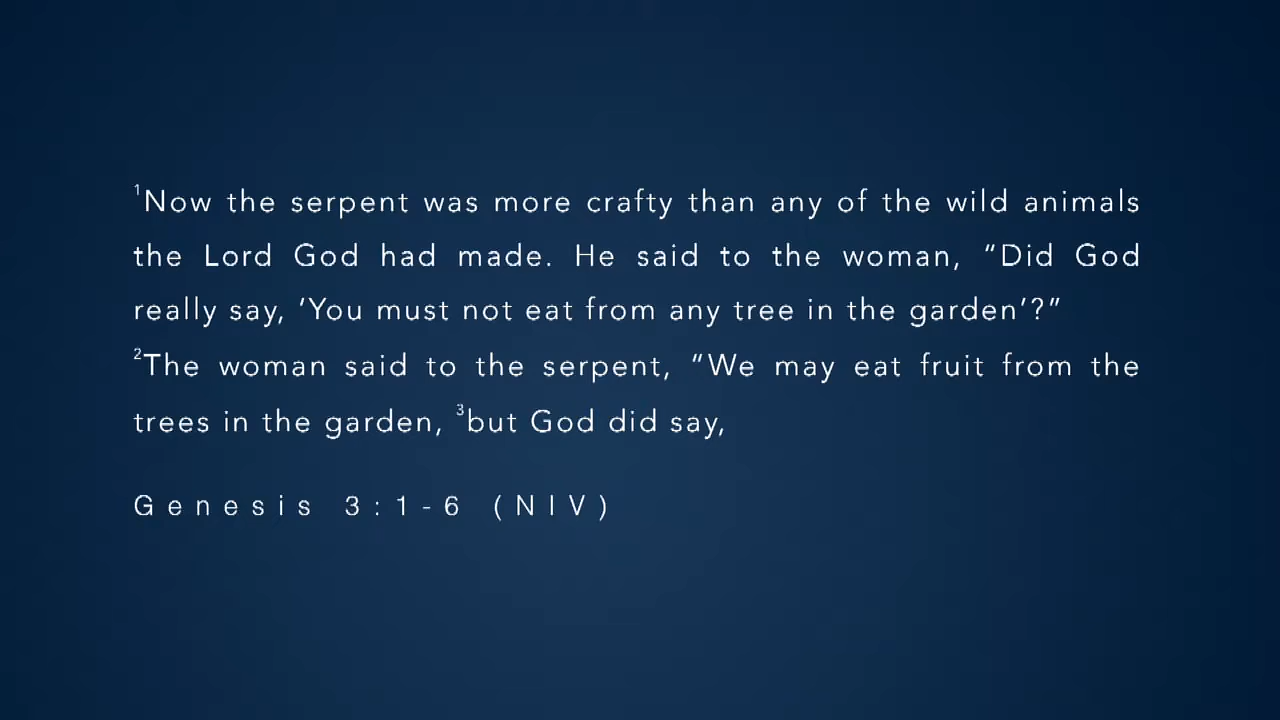 ¹Now the serpent was more crafty than any of the wild animals
the Lord God had made. He said to the woman, “Did God
really say, ‘You must not eat from any tree in the garden’?”
²The woman said to the serpent, “We may eat fruit from the
trees in the garden, ³but God did say,
Genesis 3:1-6 (NIV)